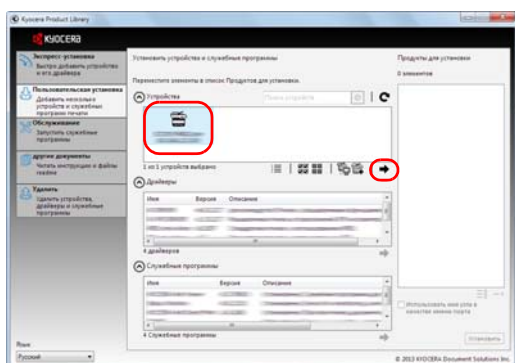 Kyocera Product Library
KYOCERA
Экспресс-установка
Быстро добавить устройство
и его драйвера
Пользовательская установка
Добавить несколько
устройств и служебных
программ печати
Обслуживание
Запустить служебные
программы
Другие документы
Читать инструкции и файлы
readme
Удалить
Удалить устройства,
драйверы и служебные
программы
Язык
Русский
Установить устройства и служебные программы
Переместите элементы в список Продуктов для установки.
Устройства
Поиск устройств
1 из 1 устройств выбрано
Драйверы
Имя Версия Описание
4 драйверов
Служебные программы
Имя Версия Описание
4 Служебные программы
Продукты для установки
0 элементов
Использовать имя узла в
качестве имени порта
Установить
© 2013 KYOCERA Document Solutions Inc.